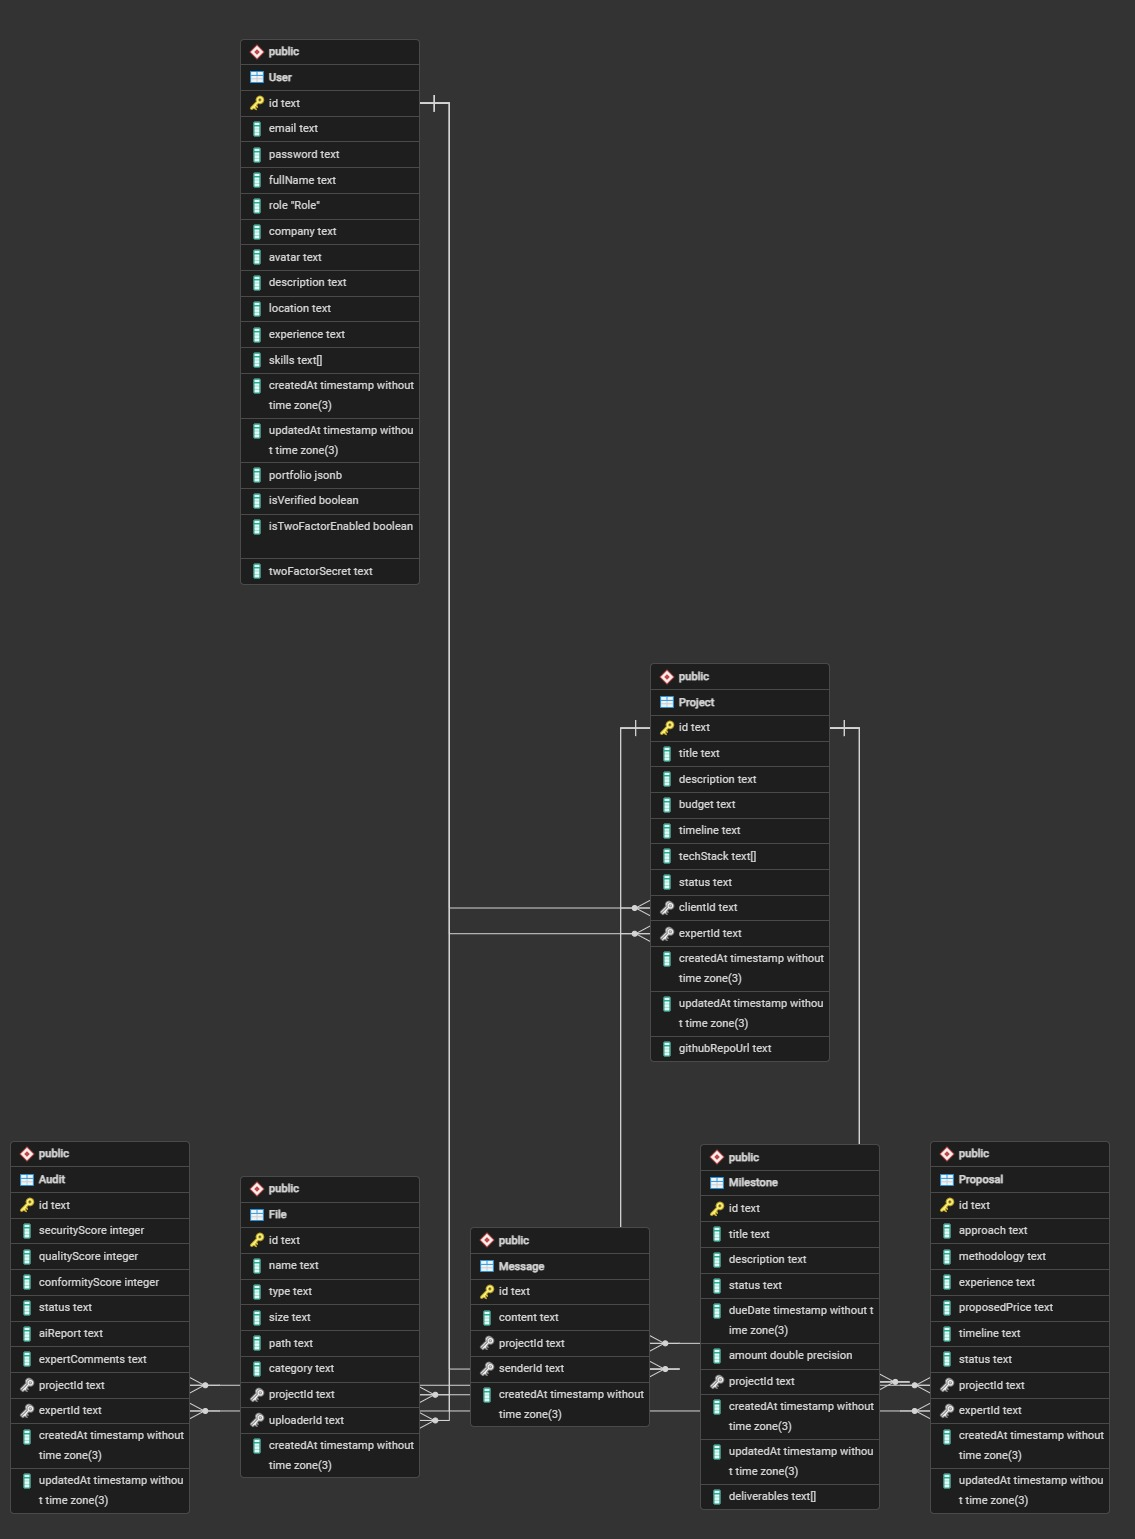 public
User
id text
email text
password text
fullName text
role "Role"
company text
avatar text
description text
location text
experience text
skills text[]
createdAt timestamp without
time zone(3)
updatedAt timestamp withou
t time zone(3)
portfolio jsonb
isVerified boolean
isTwoFactorEnabled boolean
twoFactorSecret text
public
Project
id text
title text
description text
budget text
timeline text
techStack text[]
status text
clientId text
expertId text
createdAt timestamp without
time zone(3)
updatedAt timestamp withou
t time zone(3)
githubRepoUrl text
public
Audit
id text
securityScore integer
qualityScore integer
conformityScore integer
status text
aiReport text
expertComments text
projectId text
expertId text
createdAt timestamp without
time zone(3)
updatedAt timestamp withou
t time zone(3)
public
File
id text
name text
type text
size text
path text
category text
projectId text
uploaderId text
createdAt timestamp without
time zone(3)
public
Message
id text
content text
projectId text
senderId text
createdAt timestamp without
time zone(3)
public
Milestone
id text
title text
description text
status text
dueDate timestamp without t
ime zone(3)
amount double precision
projectId text
createdAt timestamp without
time zone(3)
updatedAt timestamp withou
t time zone(3)
deliverables text[]
public
Proposal
id text
approach text
methodology text
experience text
proposedPrice text
timeline text
status text
projectId text
expertId text
createdAt timestamp without
time zone(3)
updatedAt timestamp withou
t time zone(3)